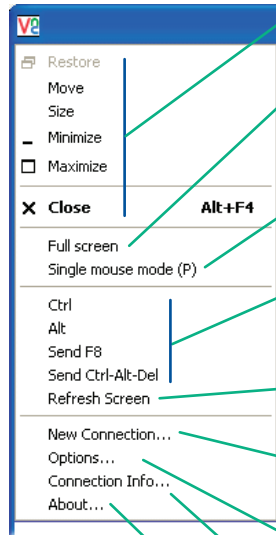 VC
Restore
Move
Size
Minimize
Maximize
Close Alt+F4
Full screen
Single mouse mode (P)
Ctrl
Alt
Send F8
Send Ctrl-Alt-Del
Refresh Screen
New Connection...
Options...
Connection Info...
About...